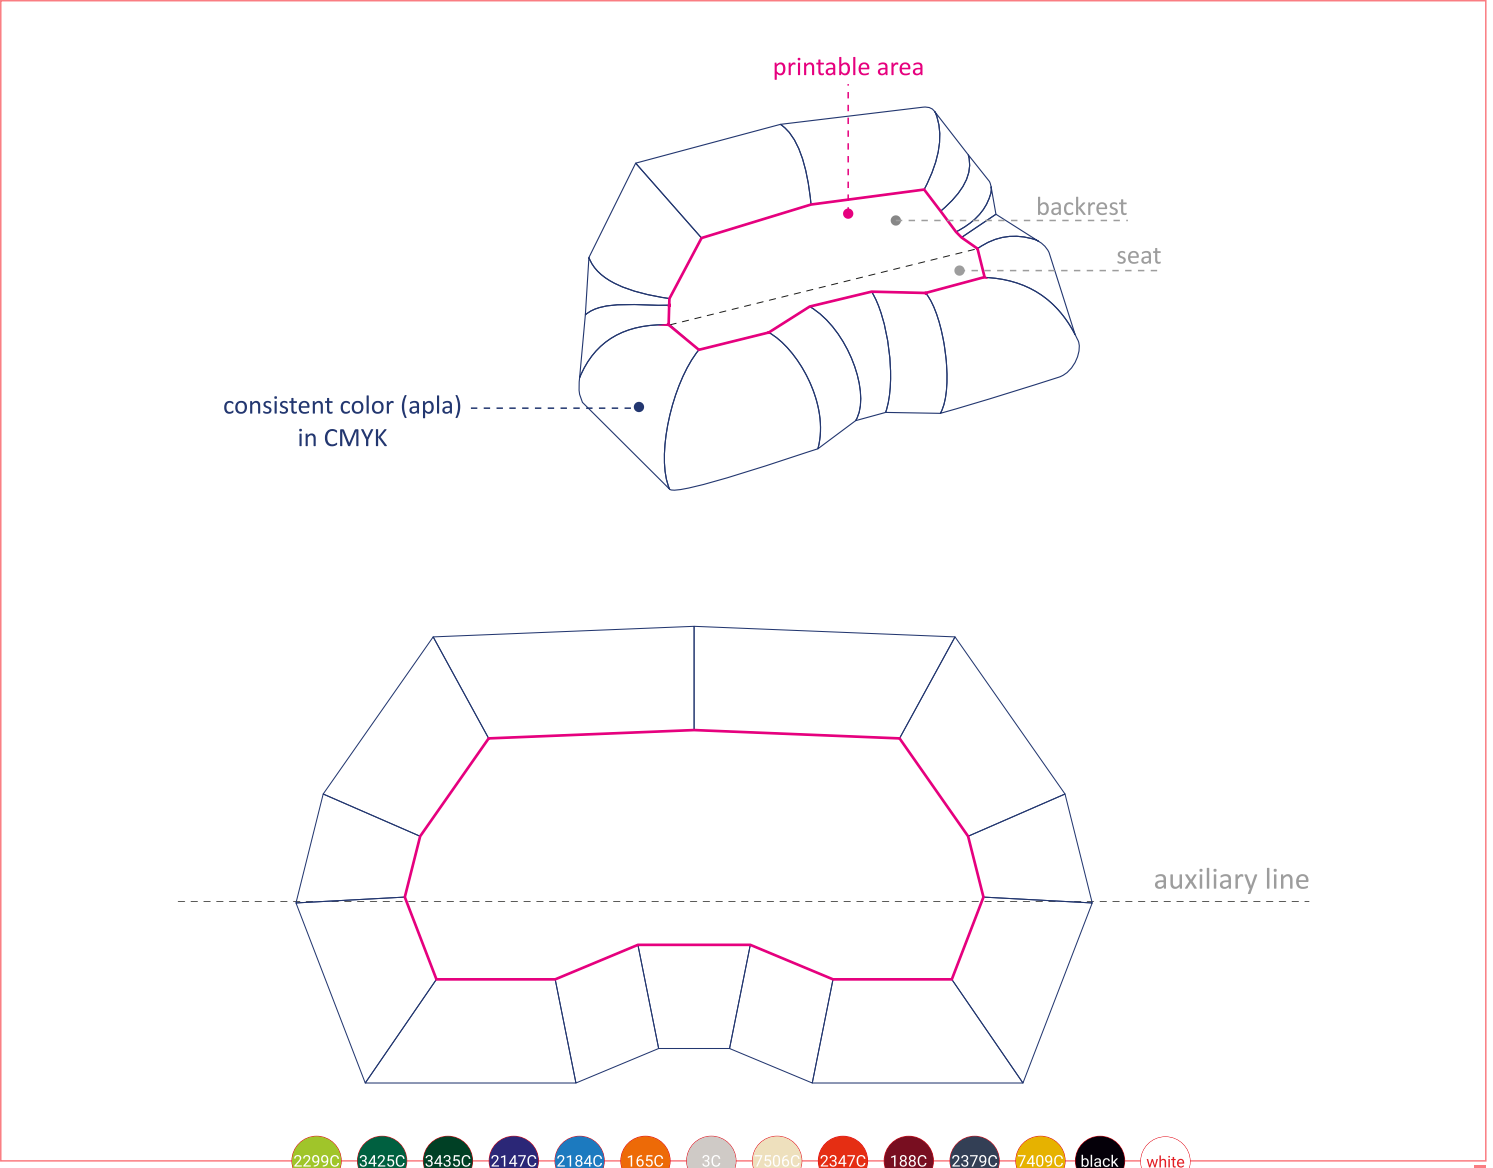 printable area
backrest
seat
consistent color (apla)
in CMYK
auxiliary line
2299C 3425C 3435C 2147C 2184C 165C 3C 7506C 2347C 188C 2379C 7409C black white